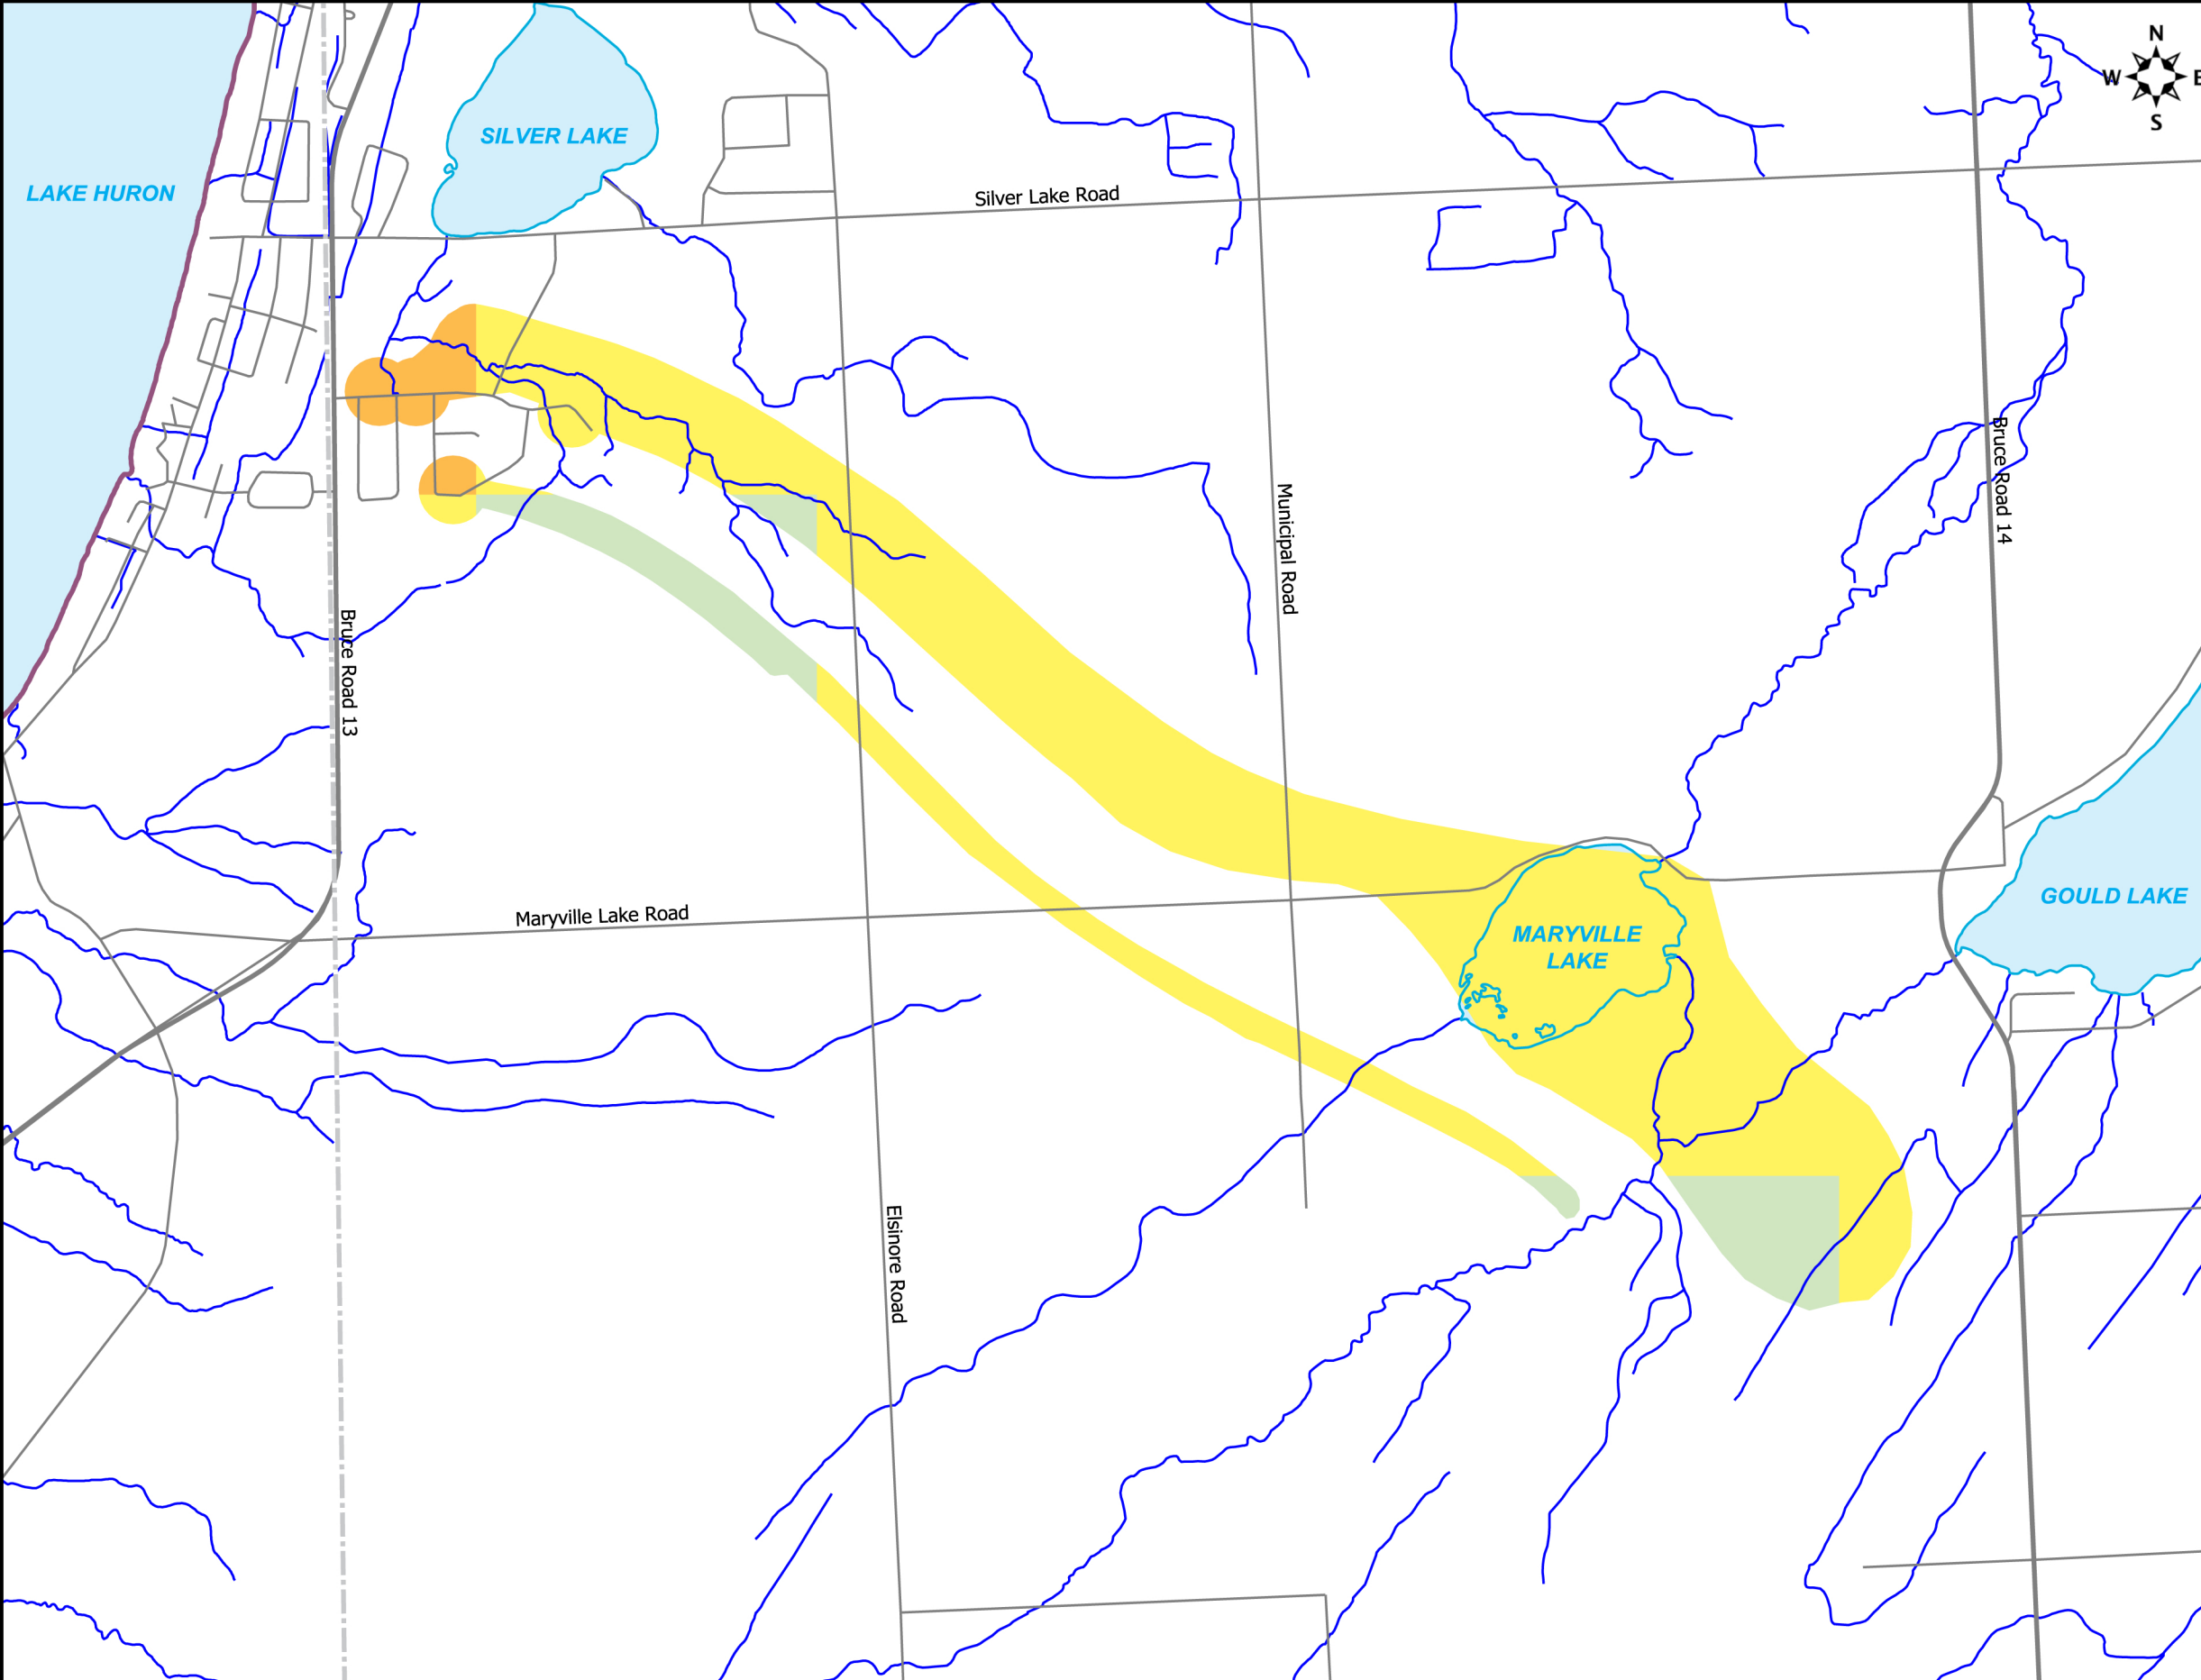 N
W E
S
SILVER LAKE
LAKE HURON
Silver Lake Road
Bruce Road 14
Municipal Road
Bruce Road 13
GOULD LAKE
Maryville Lake Road
MARYVILLE
LAKE
Elsinore Road